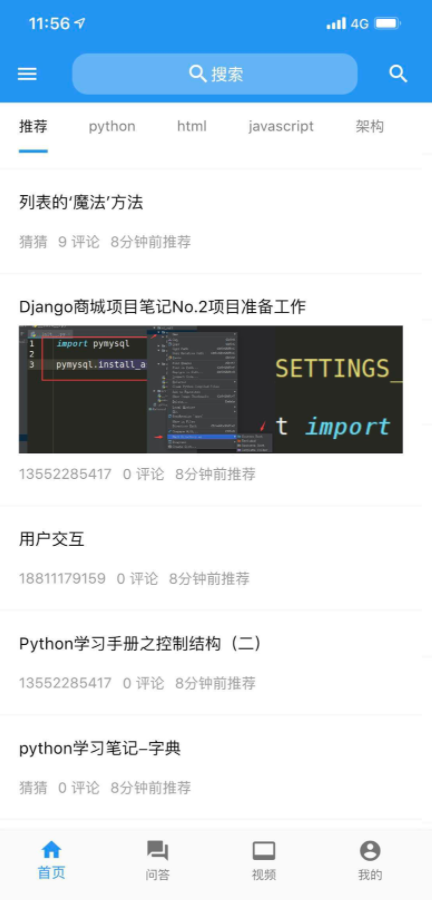 11:56
4G
搜索
推荐 python html javascript 架构
列表的‘魔法’方法
猜猜 9 评论 8分钟前推荐
Django商城项目笔记No.2项目准备工作
1 import pymysql
2
3 pymysql.install_a
SETTINGS_
t import
13552285417 0 评论 8分钟前推荐
用户交互
18811179159 0 评论 8分钟前推荐
Python学习手册之控制结构（二）
13552285417 0 评论 8分钟前推荐
python学习笔记–字典
猜猜 0 评论 8分钟前推荐
首页 问答 视频 我的